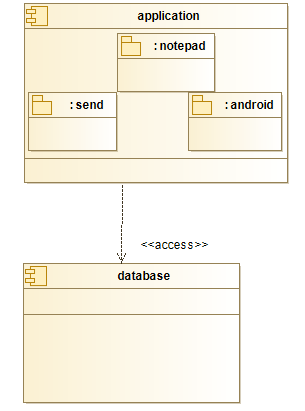 application
: notepad
: send
: android
<<access>>
database